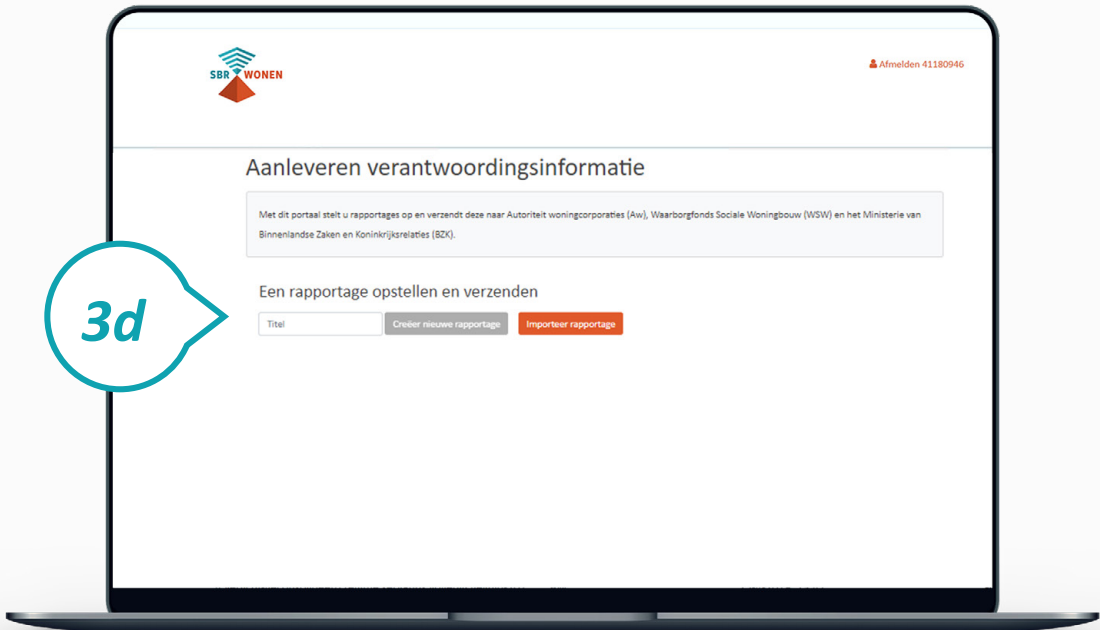 SBR WONEN
Afmelden 41180946
Aanleveren verantwoordingsinformatie
Met dit portaal stelt u rapportages op en verzendt deze naar Autoriteit woningcorporaties (Aw), Waarborgfonds Sociale Woningbouw (WSW) en het Ministerie van
Binnenlandse Zaken en Koninkrijksrelaties (BZK).
3d
Een rapportage opstellen en verzenden
Titel Creëer nieuwe rapportage Importeer rapportage